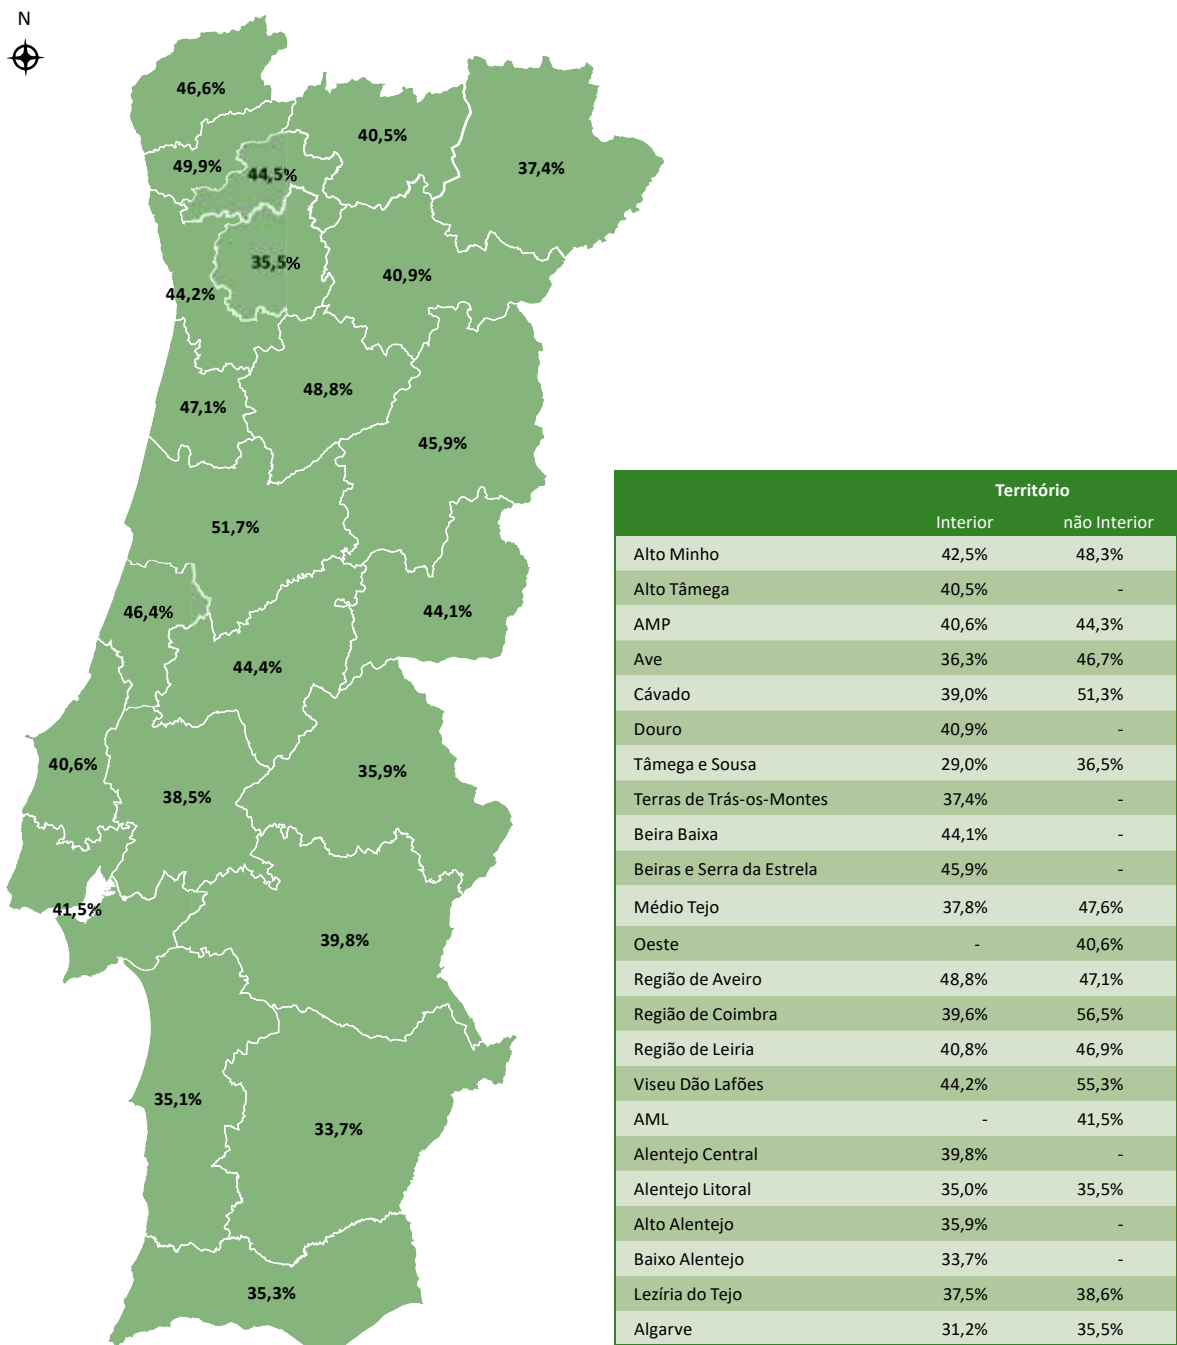 N
46,6%
40,5%
49,9%
44,5%
37,4%
35,5%
40,9%
44,2%
48,8%
47,1%
45,9%
51,7%
46,4%
44,1%
44,4%
40,6%
35,9%
38,5%
41,5%
39,8%
35,1%
33,7%
35,3%
Território
Interior não Interior
Alto Minho 42,5% 48,3%
Alto Tâmega 40,5% -
AMP 40,6% 44,3%
Ave 36,3% 46,7%
Cávado 39,0% 51,3%
Douro 40,9% -
Tâmega e Sousa 29,0% 36,5%
Terras de Trás-os-Montes 37,4% -
Beira Baixa 44,1% -
Beiras e Serra da Estrela 45,9% -
Médio Tejo 37,8% 47,6%
Oeste - 40,6%
Região de Aveiro 48,8% 47,1%
Região de Coimbra 39,6% 56,5%
Região de Leiria 40,8% 46,9%
Viseu Dão Lafões 44,2% 55,3%
AML - 41,5%
Alentejo Central 39,8% -
Alentejo Litoral 35,0% 35,5%
Alto Alentejo 35,9% -
Baixo Alentejo 33,7% -
Lezíria do Tejo 37,5% 38,6%
Algarve 31,2% 35,5%